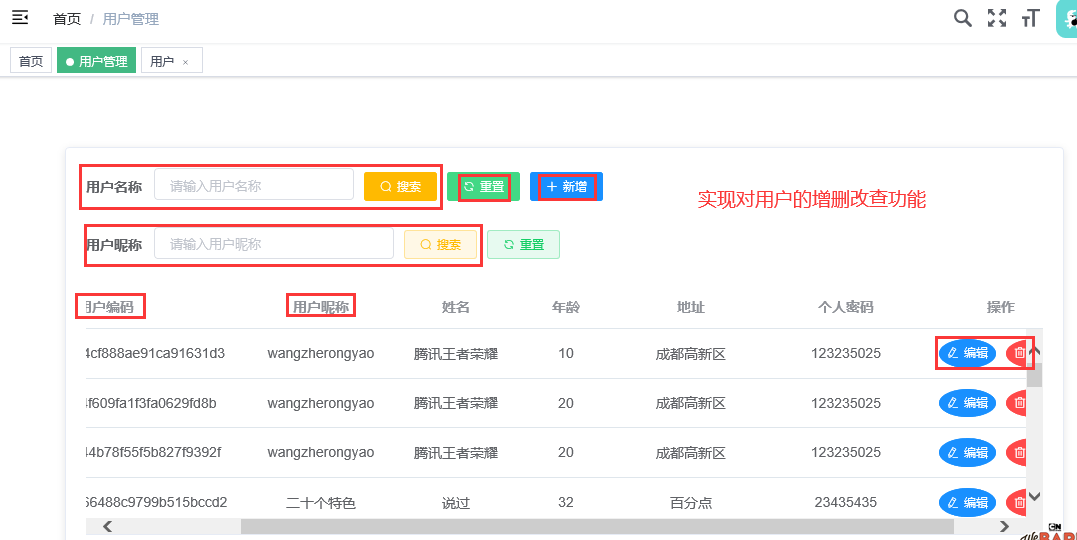 首页 / 用户管理
首页 用户管理 用户 ×
用户名称 请输入用户名称 搜索 重置 + 新增
实现对用户的增删改查功能
用户昵称 请输入用户昵称 搜索 重置
用户编码 用户昵称 姓名 年龄 地址 个人密码 操作
4cf888ae91ca91631d3 wangzherongyao 腾讯王者荣耀 10 成都高新区 123235025 编辑
4f609fa1f3fa0629fd8b wangzherongyao 腾讯王者荣耀 20 成都高新区 123235025 编辑
44b78f55f5b827f9392f wangzherongyao 腾讯王者荣耀 20 成都高新区 123235025 编辑
56488c9799b515bccd2 二十个特色 说过 32 百分点 23435435 编辑
CN